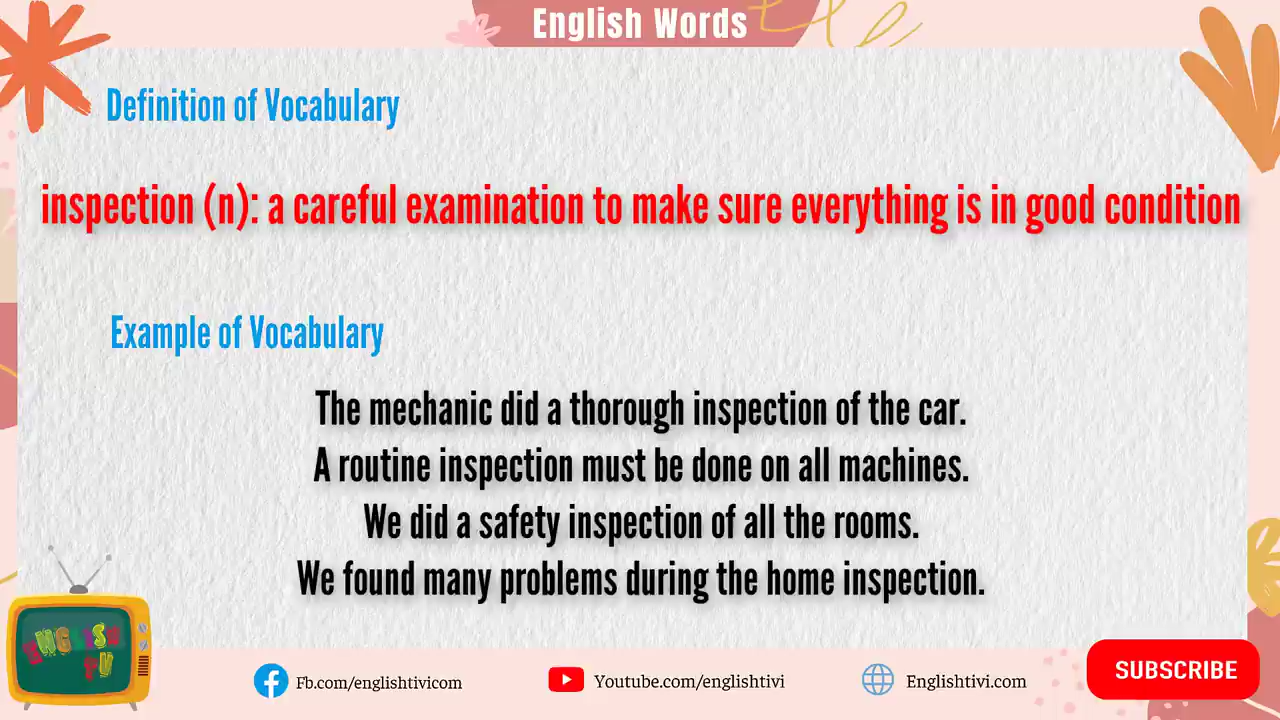 English Words
Definition of Vocabulary
inspection (n): a careful examination to make sure everything is in good condition
Example of Vocabulary
The mechanic did a thorough inspection of the car.
A routine inspection must be done on all machines.
We did a safety inspection of all the rooms.
We found many problems during the home inspection.
ENGLISH
TV
Fb.com/englishtivicom
Youtube.com/englishtivi
Englishtivi.com
SUBSCRIBE